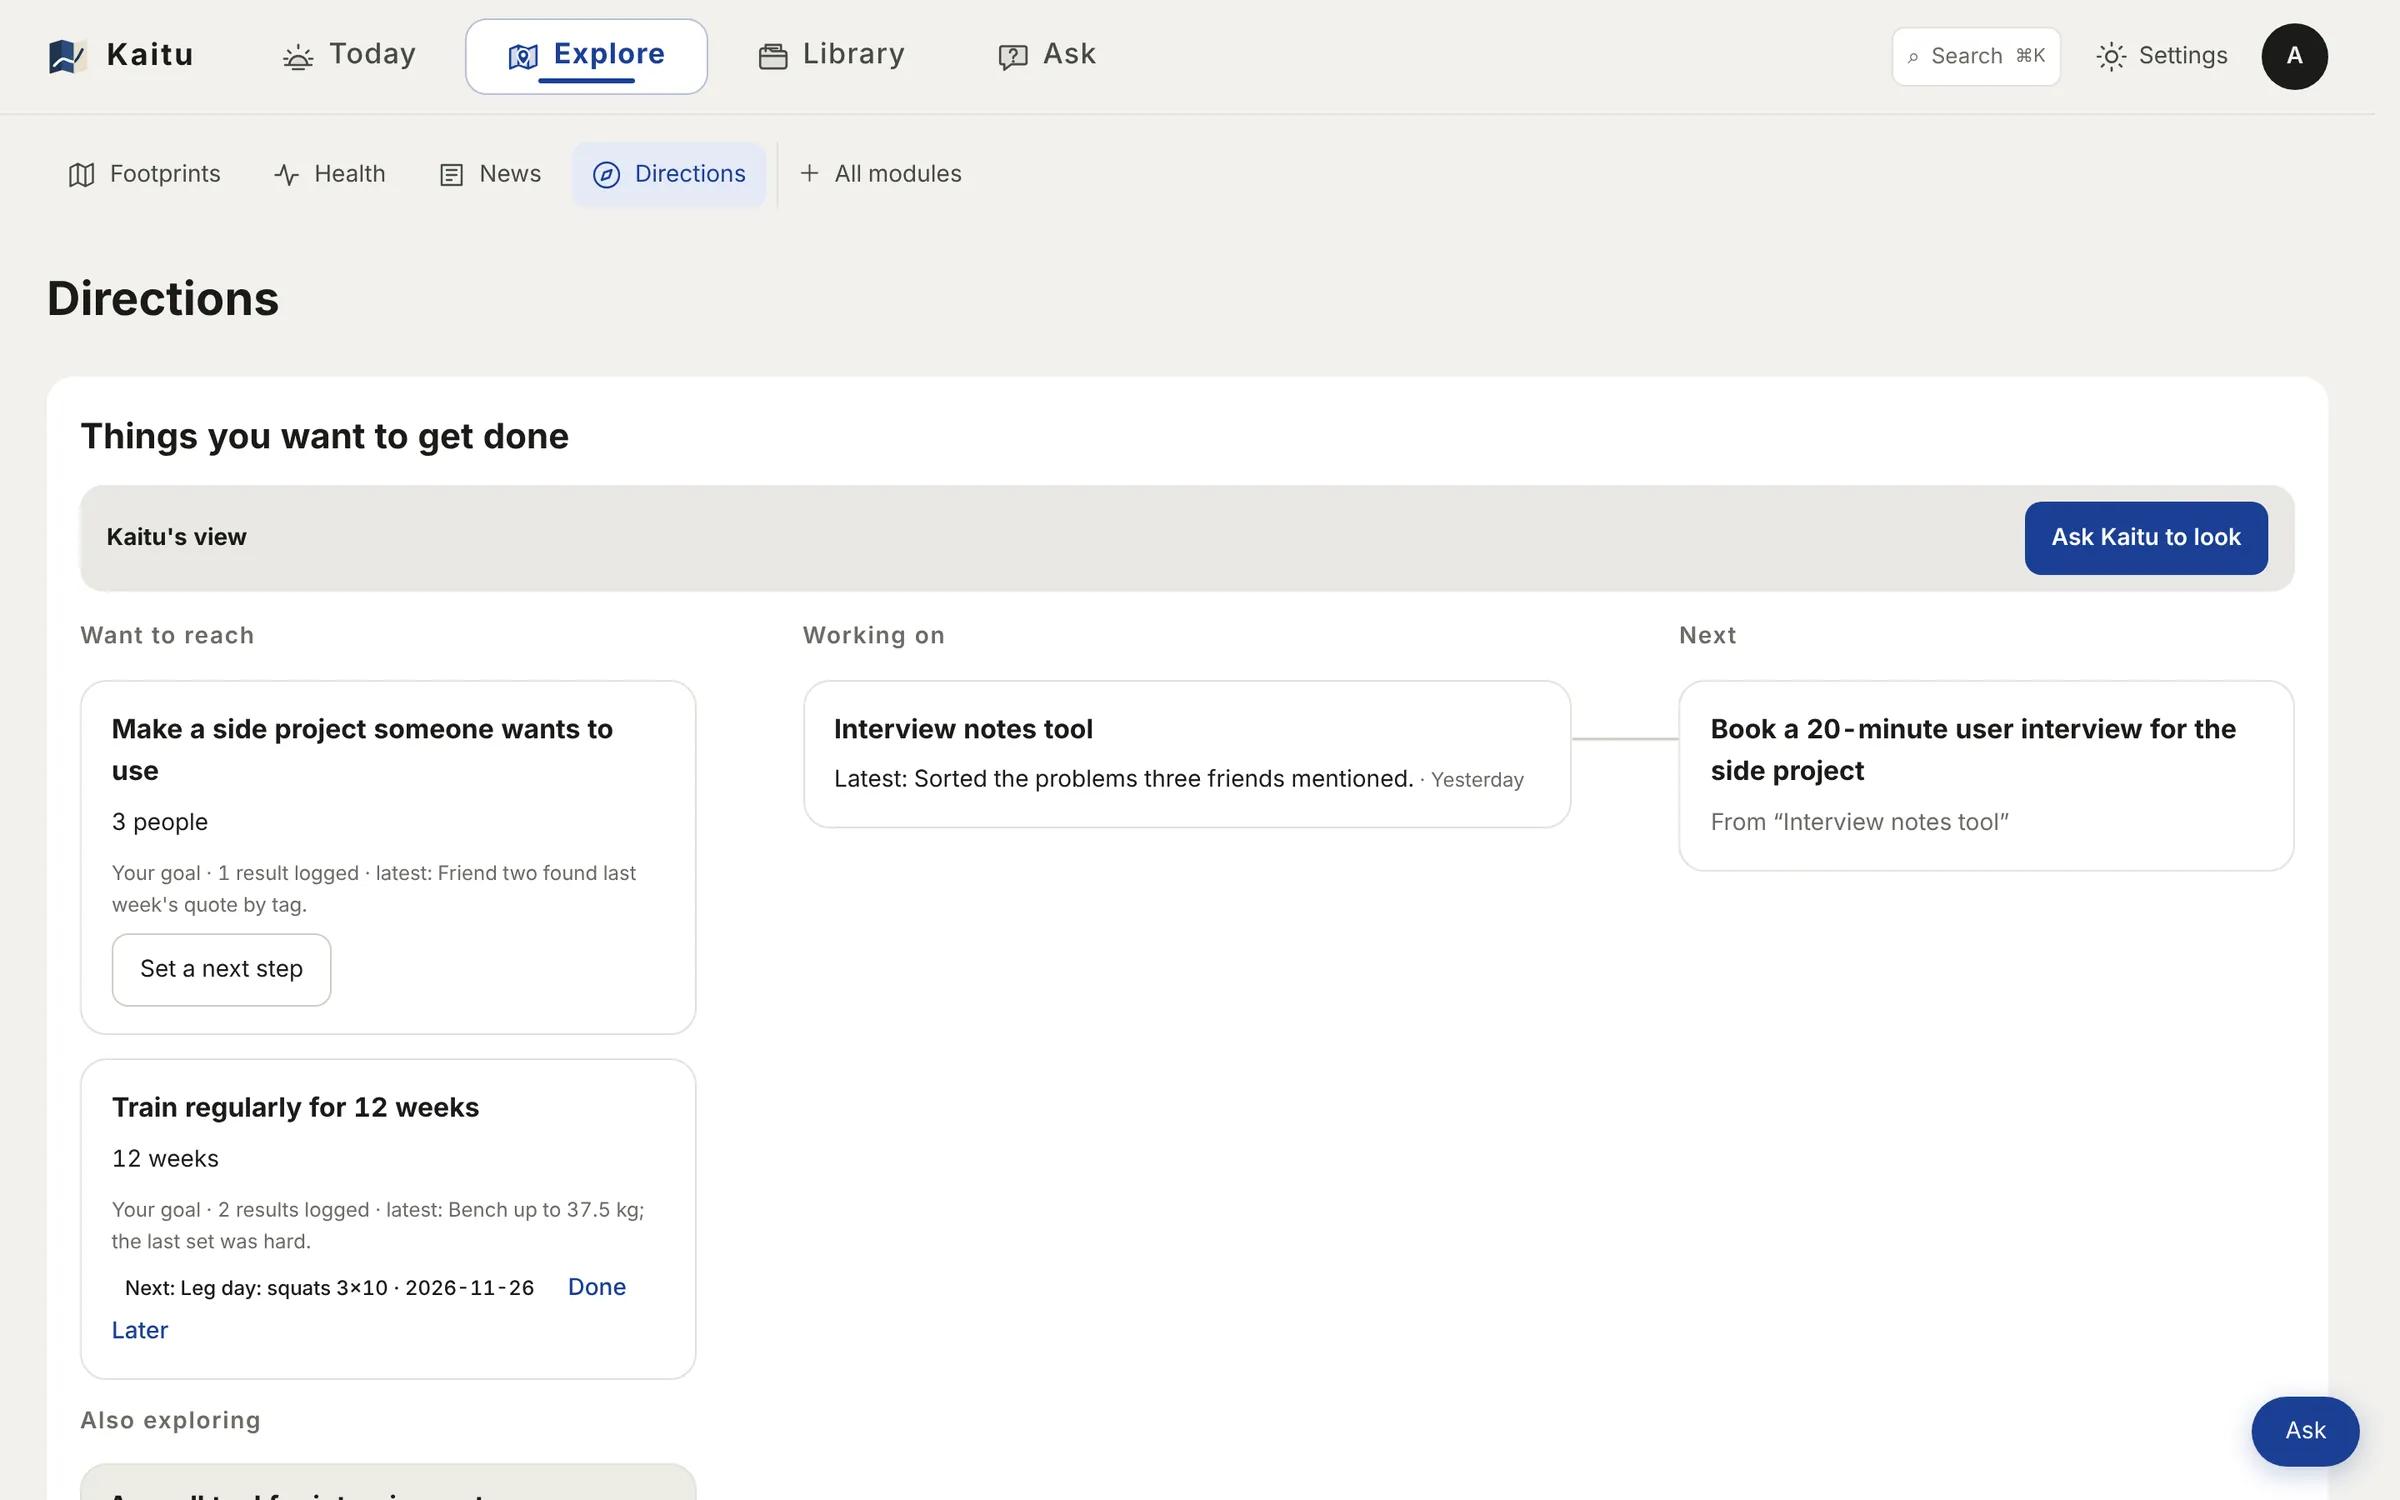 Kaitu
Today
Explore
Library
Ask
Search ⌘K
Settings
A
Footprints
Health
News
Directions
+ All modules
Directions
Things you want to get done
Kaitu's view
Ask Kaitu to look
Want to reach
Make a side project someone wants to
use
3 people
Your goal · 1 result logged · latest: Friend two found last
week's quote by tag.
Set a next step
Train regularly for 12 weeks
12 weeks
Your goal · 2 results logged · latest: Bench up to 37.5 kg;
the last set was hard.
Next: Leg day: squats 3×10 · 2026-11-26
Done
Later
Also exploring
Working on
Interview notes tool
Latest: Sorted the problems three friends mentioned. · Yesterday
Next
Book a 20-minute user interview for the
side project
From “Interview notes tool”
Ask